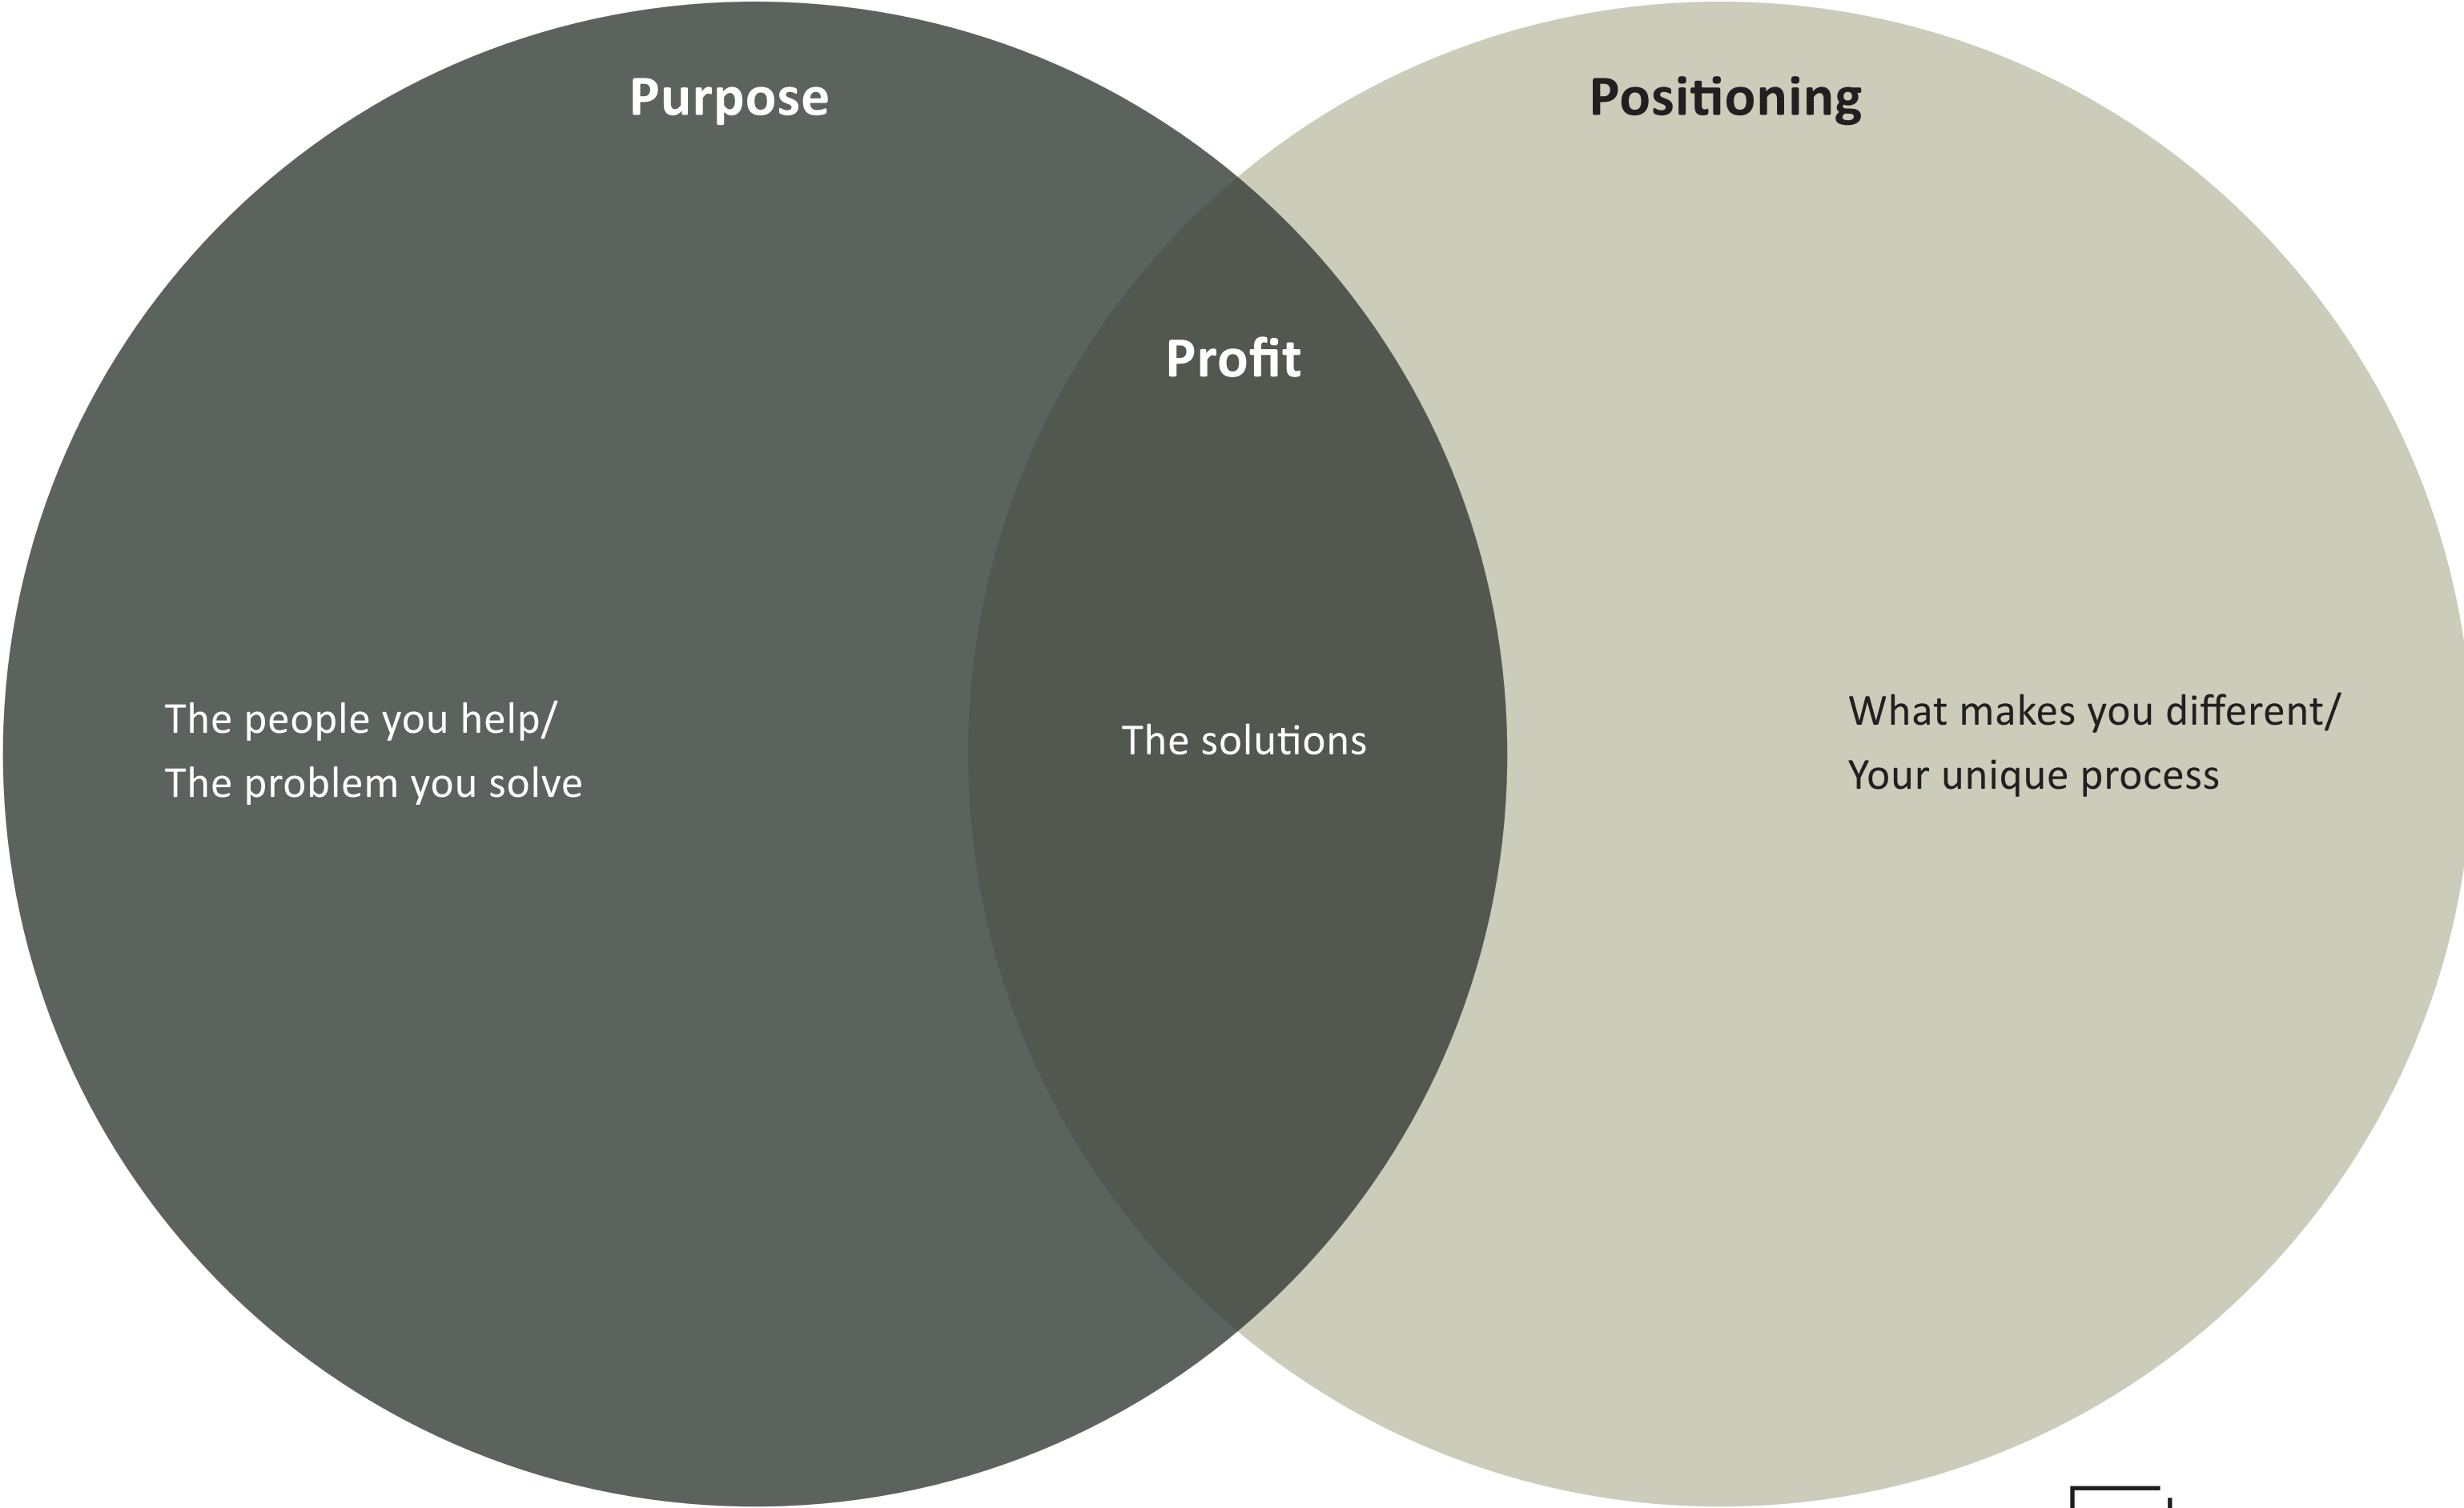 Purpose
Positioning
Profit
The people you help/
The problem you solve
The solutions
What makes you different/
Your unique process